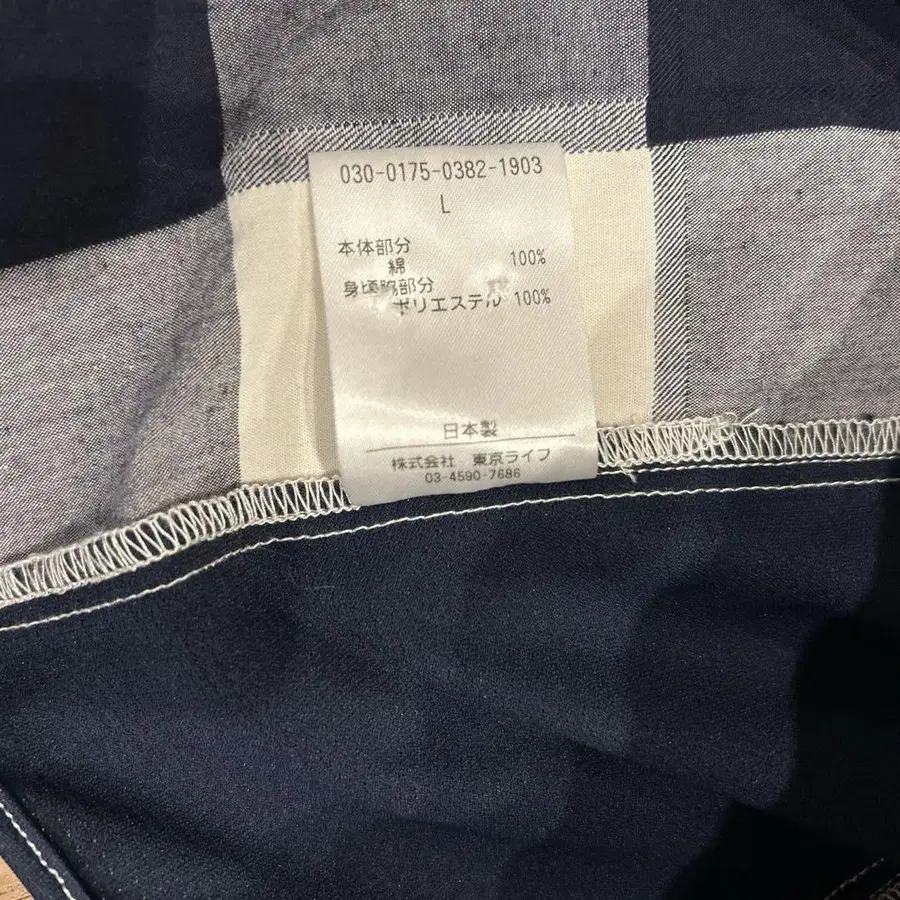 030-0175-0382-1903
L
本体部分
綿 100%
身頃脇部分
ポリエステル 100%
日本製
株式会社 東京ライフ
03-4590-7686